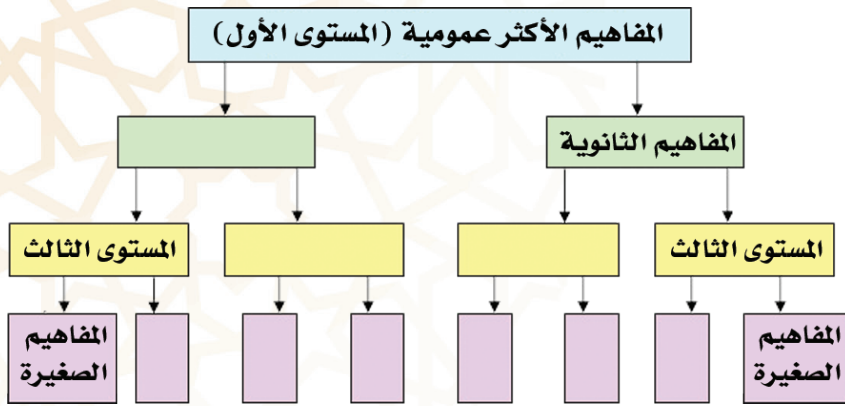 المفاهيم الأكثر عمومية (المستوى الأول)
المفاهيم الثانوية
المستوى الثالث
المستوى الثالث
المفاهيم
الصغيرة
المفاهيم
الصغيرة